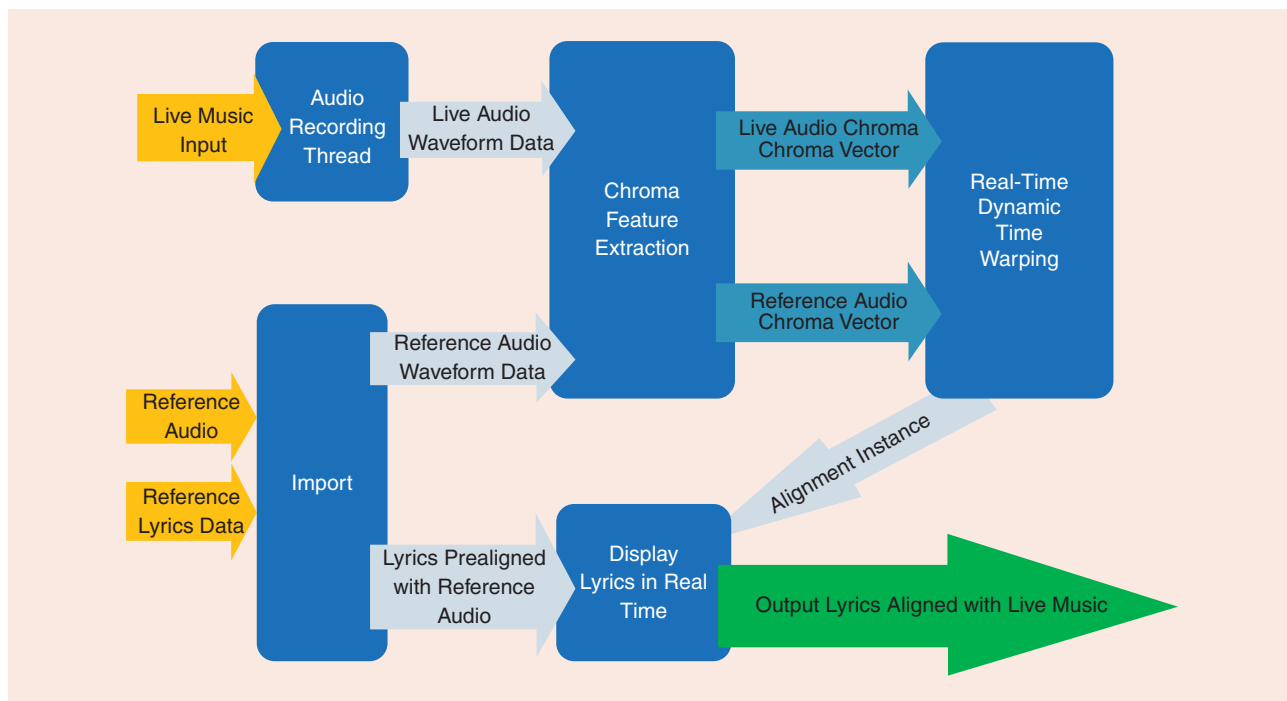 Live Music
Input
Audio
Recording
Thread
Live Audio
Waveform Data
Chroma
Feature
Extraction
Live Audio Chroma
Chroma Vector
Reference Audio
Chroma Vector
Real-Time
Dynamic
Time
Warping
Reference
Audio
Reference
Lyrics Data
Import
Reference Audio
Waveform Data
Lyrics Prealigned
with Reference
Audio
Alignment Instance
Display
Lyrics in Real
Time
Output Lyrics Aligned with Live Music